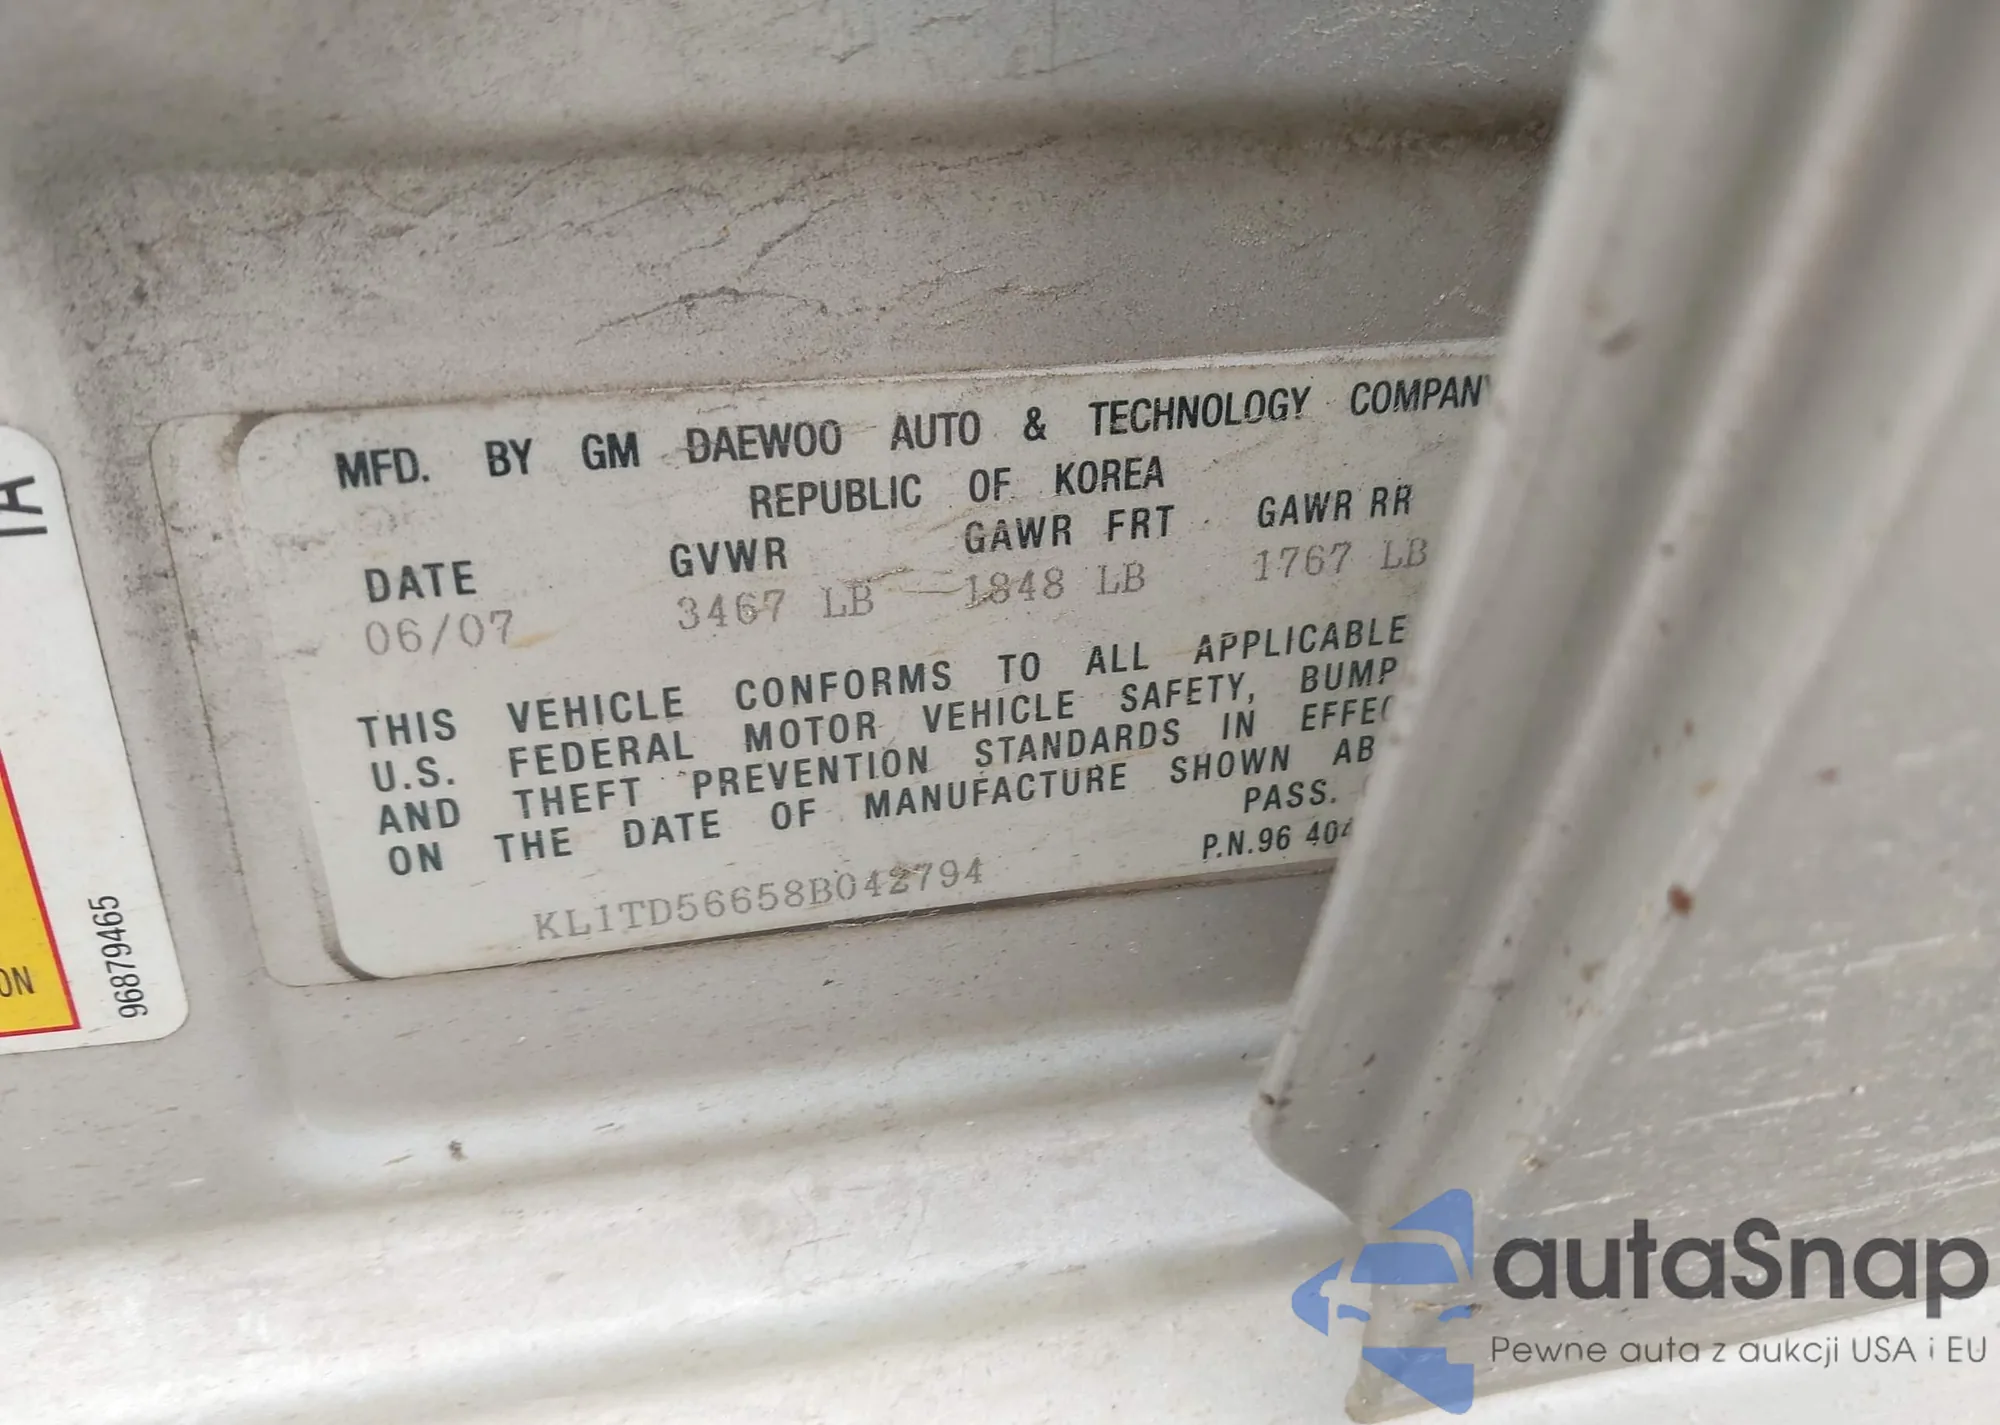 MFD. BY GM DAEWOO AUTO & TECHNOLOGY COMPANY
REPUBLIC OF KOREA
DATE GVWR GAWR FRT GAWR RR
06/07 3467 LB 1848 LB 1767 LB
THIS VEHICLE CONFORMS TO ALL APPLICABLE
U.S. FEDERAL MOTOR VEHICLE SAFETY, BUMP
AND THEFT PREVENTION STANDARDS IN EFFEC
ON THE DATE OF MANUFACTURE SHOWN AB
PASS.
P.N.96 404
KL1TD56658B042794
96879465
ON
autaSnap
Pewne auta z aukcji USA i EU